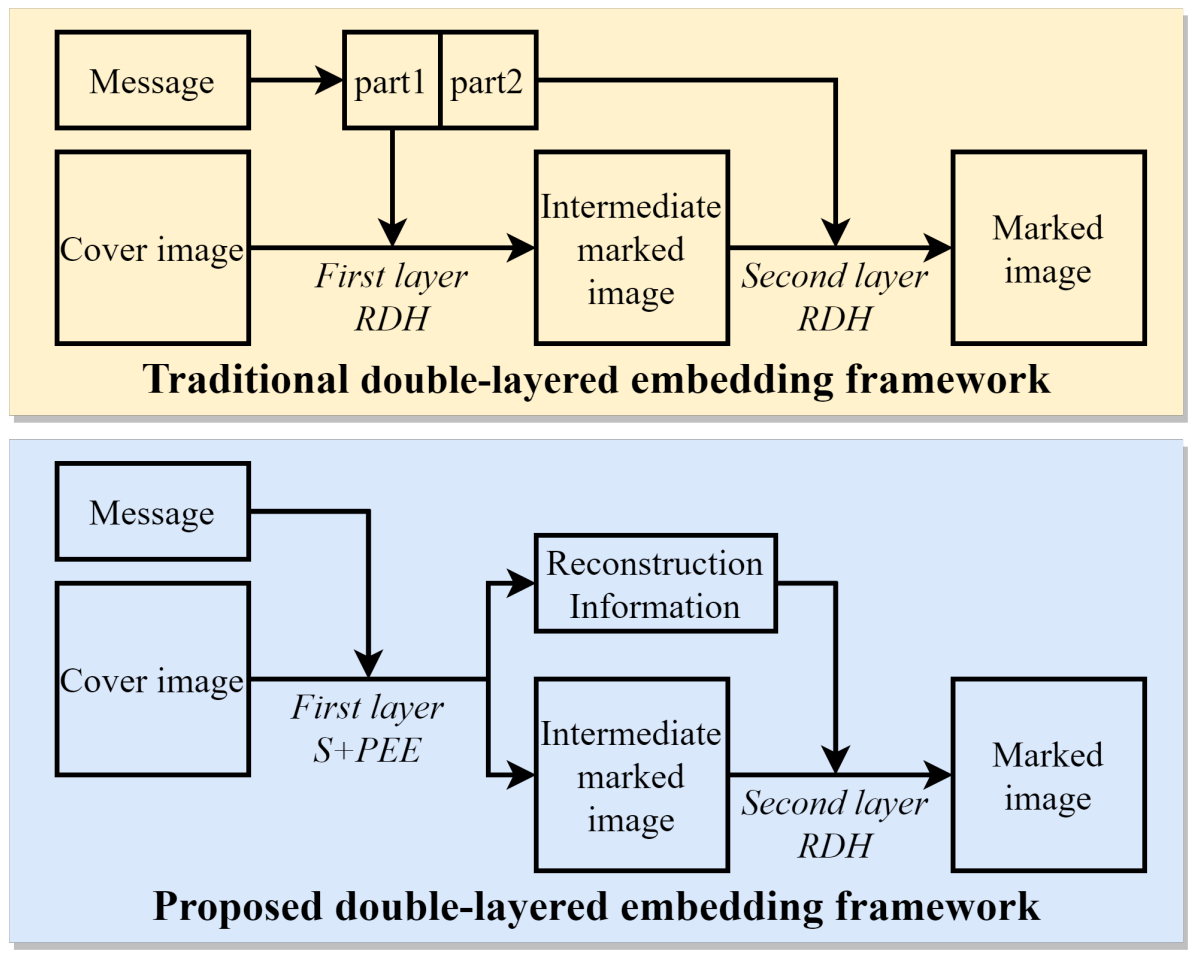 Message
part1
part2
Cover image
First layer
RDH
Intermediate
marked
image
Second layer
RDH
Marked
image
Traditional double-layered embedding framework
Message
Cover image
First layer
S+PEE
Reconstruction
Information
Intermediate
marked
image
Second layer
RDH
Marked
image
Proposed double-layered embedding framework